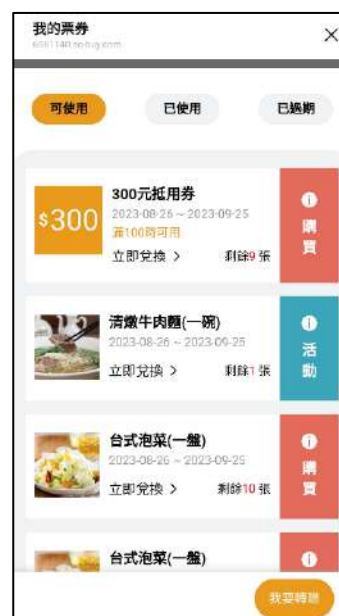 我的票券
可使用
已使用
已過期
$300
300元抵用券
2023-08-26 ~ 2023-09-25
滿100時可用
立即兌換 >
剩餘9 張
購買
清燉牛肉麵(一碗)
2023-08-26 ~ 2023-09-25
立即兌換 >
剩餘1 張
活動
台式泡菜(一盤)
2023-08-26 ~ 2023-09-25
立即兌換 >
剩餘10 張
購買
台式泡菜(一盤)
我要轉贈